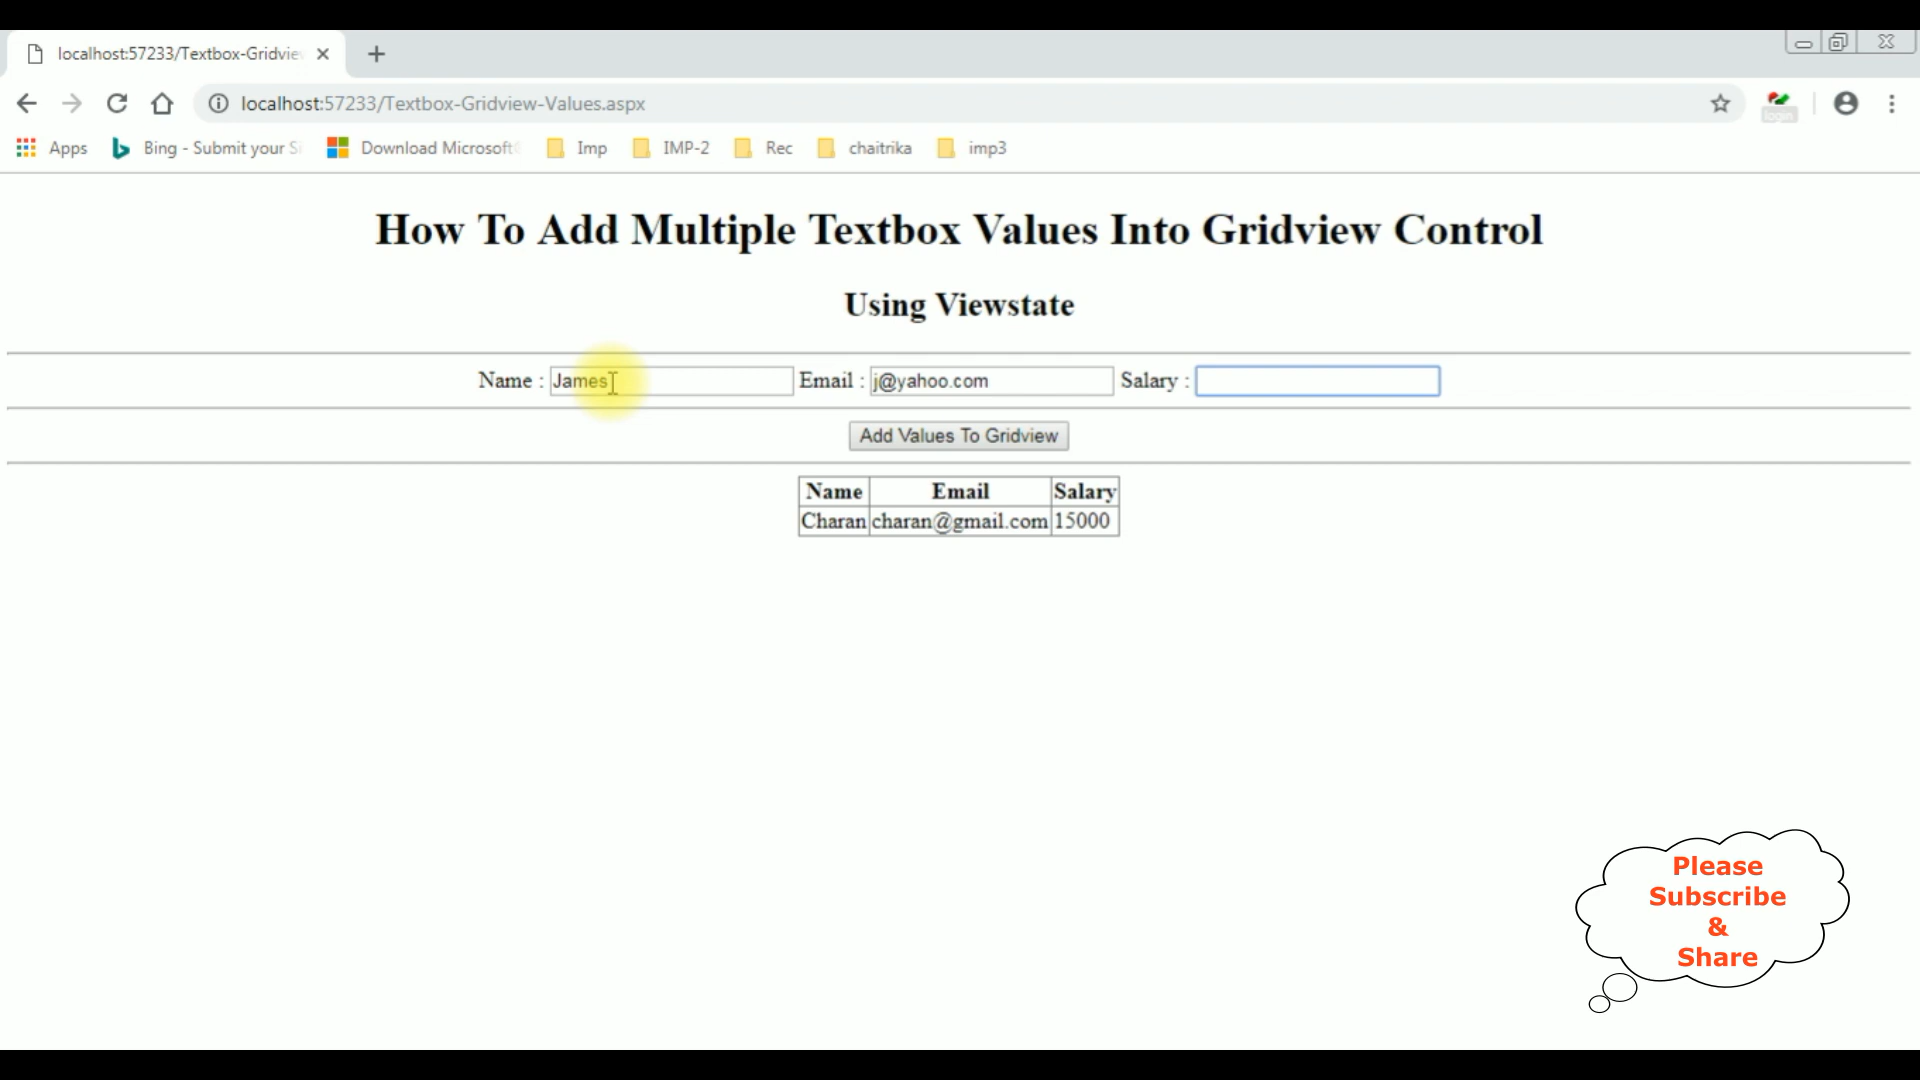 localhost:57233/Textbox-Gridvie
localhost:57233/Textbox-Gridview-Values.aspx
login
Apps Bing - Submit your Si Download Microsoft Imp IMP-2 Rec chaitrika imp3
How To Add Multiple Textbox Values Into Gridview Control
Using Viewstate
Name : James Email : j@yahoo.com Salary :
Add Values To Gridview
Name Email Salary
Charan charan@gmail.com 15000
Please
Subscribe
&
Share